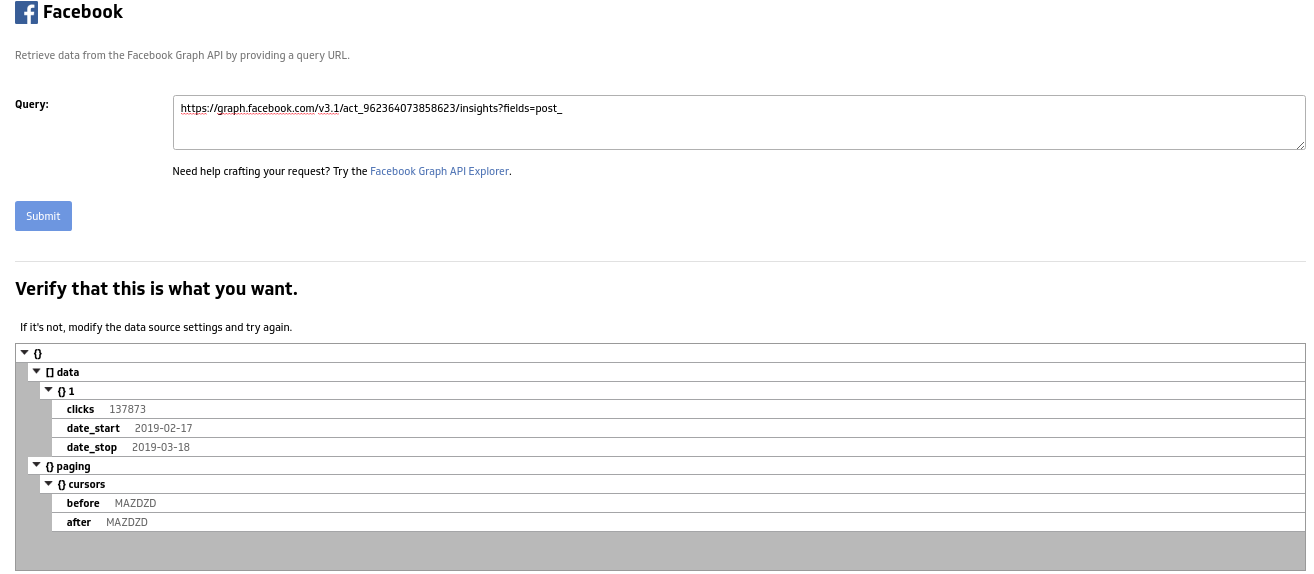 Facebook
Retrieve data from the Facebook Graph API by providing a query URL.
Query:
https://graph.facebook.com/v3.1/act_962364073858623/insights?fields=post_
Need help crafting your request? Try the Facebook Graph API Explorer.
Submit
Verify that this is what you want.
If it's not, modify the data source settings and try again.
{}
[] data
{} 1
clicks 137873
date_start 2019-02-17
date_stop 2019-03-18
{} paging
{} cursors
before MAZDZD
after MAZDZD